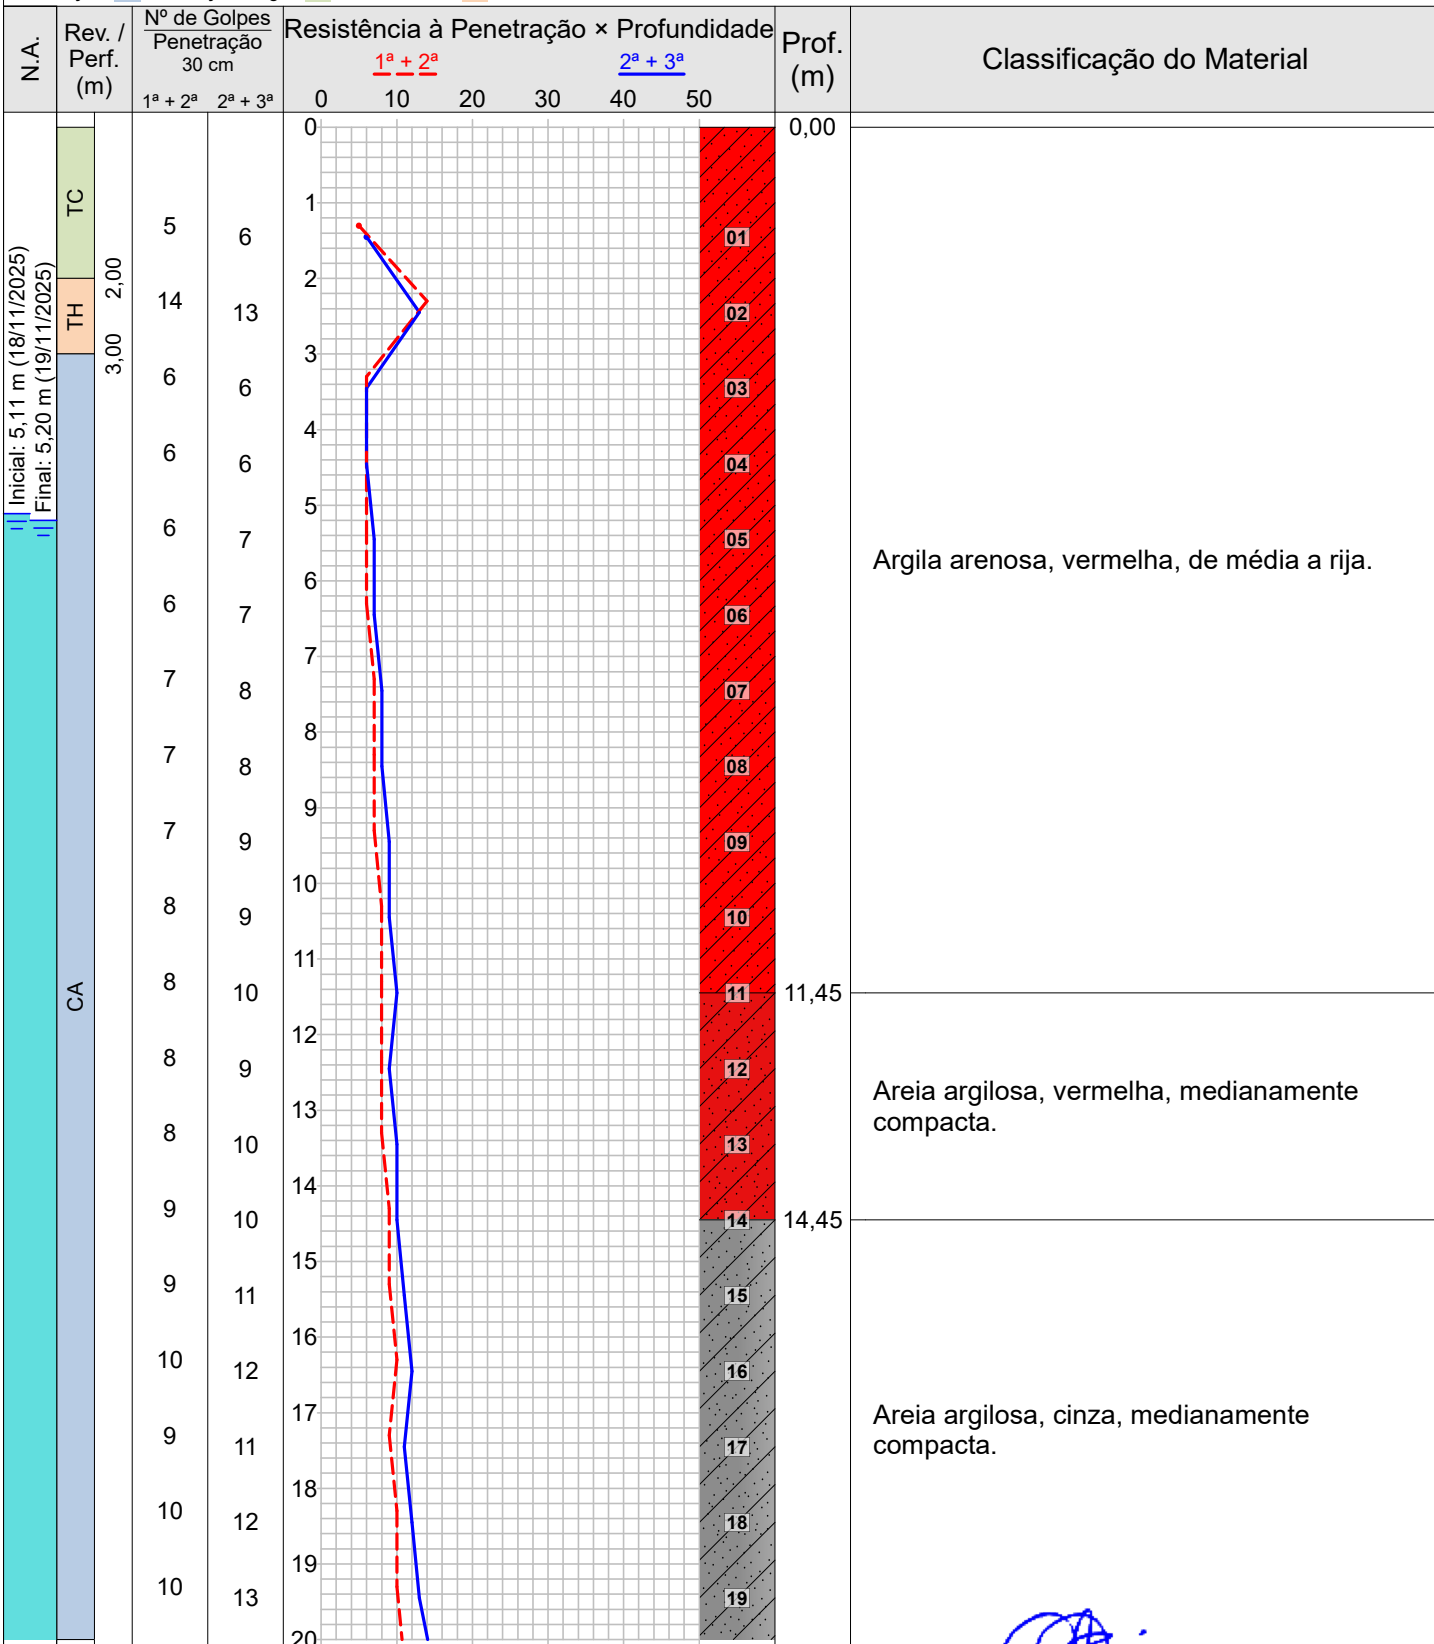 N.A.
Rev. /
Perf.
(m)
Nº de Golpes
Penetração
30 cm
1ª + 2ª 2ª + 3ª
Resistência à Penetração × Profundidade
1ª + 2ª 2ª + 3ª
0 10 20 30 40 50
Prof.
(m)
Classificação do Material
0 0,00
TC
1
5 6 01
Inicial: 5,11 m (18/11/2025)
Final: 5,20 m (19/11/2025)
2,00
2
TH
14 13 02
3,00
3
6 6 03
4
6 6 04
5
6 7 05
Argila arenosa, vermelha, de média a rija.
6
6 7 06
7
7 8 07
8
7 8 08
9
7 9 09
10
8 9 10
11
CA
8 10 11 11,45
12
8 9 12
Areia argilosa, vermelha, medianamente
compacta.
13
8 10 13
14
9 10 14 14,45
15
9 11 15
16
10 12 16
17
Areia argilosa, cinza, medianamente
compacta.
9 11 17
18
10 12 18
19
10 13 19
20